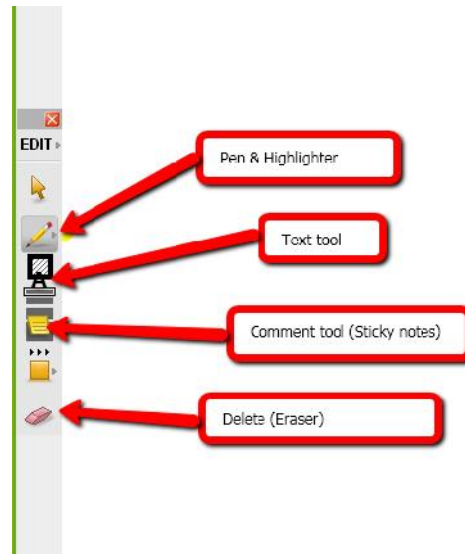 EDIT
Pen & Highlighter
Text tool
Comment tool (Sticky notes)
Delete (Eraser)